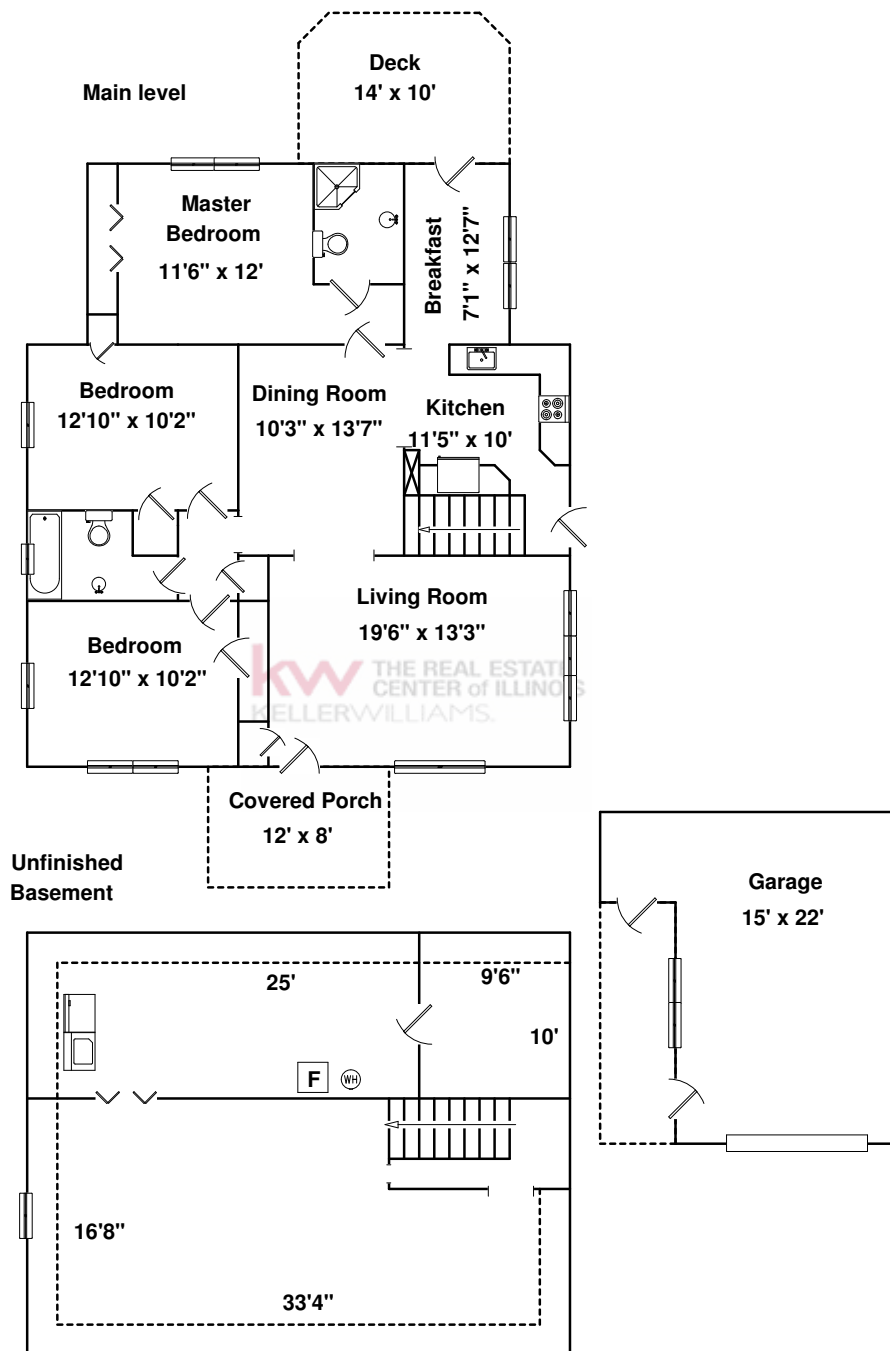 Main level
Deck
14' x 10'
Master
Bedroom
11'6" x 12'
Breakfast
7'1" x 12'7"
Bedroom
12'10" x 10'2"
Dining Room
10'3" x 13'7"
Kitchen
11'5" x 10'
Living Room
19'6" x 13'3"
Bedroom
12'10" x 10'2"
kw THE REAL ESTATE
CENTER of ILLINOIS
KELLERWILLIAMS.
Covered Porch
12' x 8'
Unfinished
Basement
Garage
15' x 22'
25'
9'6"
10'
F
WH
16'8"
33'4"